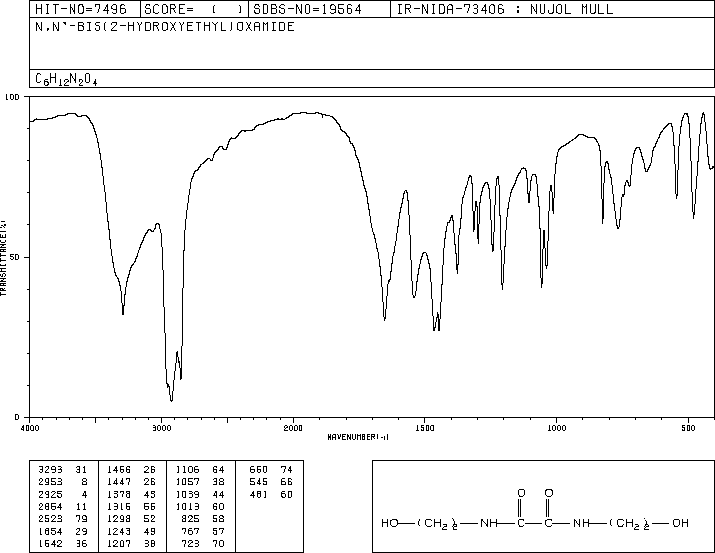 HIT-NO=7496 SCORE= ( ) SDBS-NO=19564 IR-NIDA-73406 : NUJOL MULL
N,N'-BIS(2-HYDROXYETHYL)OXAMIDE
C6H12N2O4
100
50
0
TRANSMITTANCE(%)
4000 3000 2000 1500 1000 500
WAVENUMBER(-1)
3293 31 1466 26 1106 64 660 74
2953 8 1447 26 1057 38 545 66
2925 4 1378 43 1039 44 481 60
2854 11 1316 56 1013 60
2523 79 1298 52 825 58
1654 29 1243 49 767 57
1542 36 1207 38 723 70
O O
HO—(CH2)2—NH—C—C—NH—(CH2)2—OH